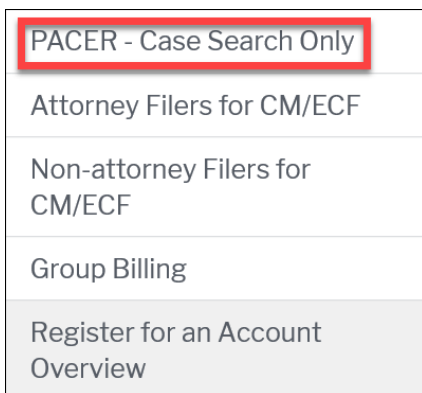 PACER - Case Search Only
Attorney Filers for CM/ECF
Non-attorney Filers for
CM/ECF
Group Billing
Register for an Account
Overview